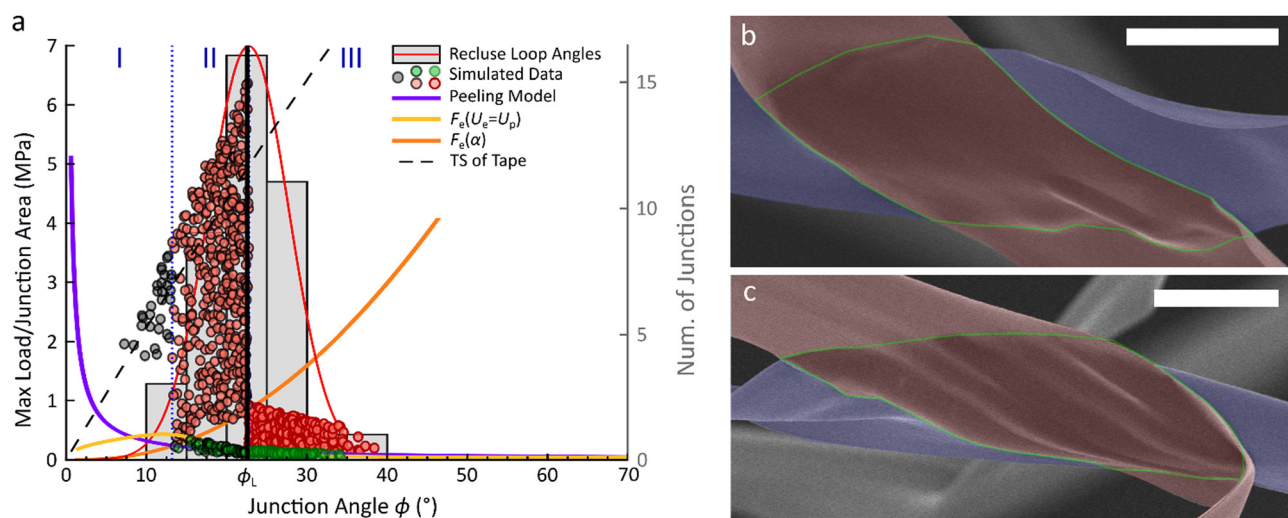 a
I II III
Recluse Loop Angles
Simulated Data
Peeling Model
Fe(Ue=Up)
Fe(α)
TS of Tape
Max Load/Junction Area (MPa)
7
6
5
4
3
2
1
0
Num. of Junctions
15
10
5
0
0 10 ϕL 30 40 50 60 70
Junction Angle ϕ (°)
b
c